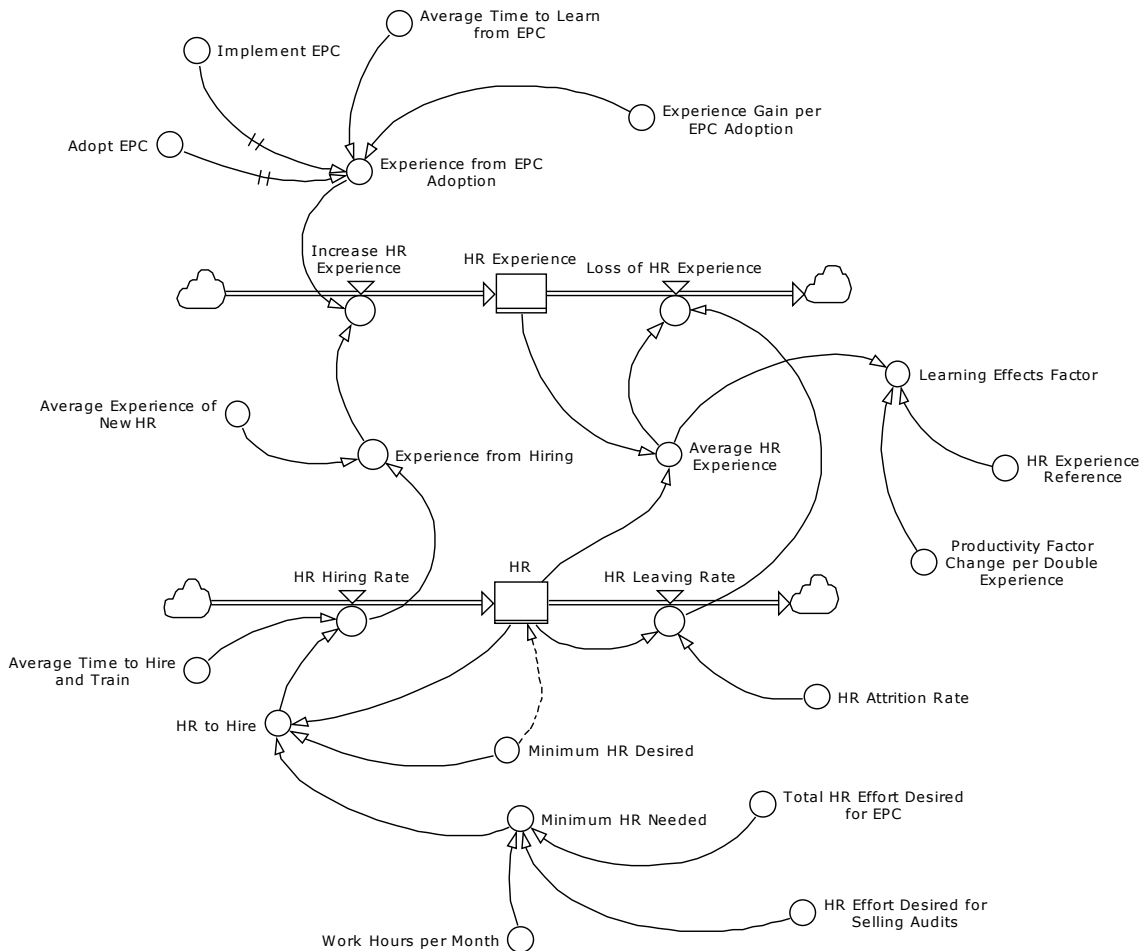 Average Time to Learn
from EPC
Implement EPC
Experience Gain per
EPC Adoption
Adopt EPC
Experience from EPC
Adoption
Increase HR
Experience
HR Experience
Loss of HR Experience
Learning Effects Factor
Average Experience of
New HR
Experience from Hiring
Average HR
Experience
HR Experience
Reference
Productivity Factor
Change per Double
Experience
HR Hiring Rate
HR
HR Leaving Rate
Average Time to Hire
and Train
HR Attrition Rate
HR to Hire
Minimum HR Desired
Total HR Effort Desired
for EPC
Minimum HR Needed
HR Effort Desired for
Selling Audits
Work Hours per Month